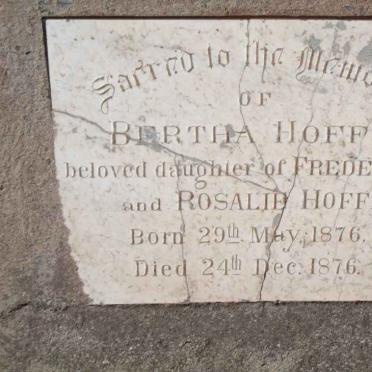 Sacred to the Memo
OF
BERTHA HOFF
beloved daughter of FREDE
and ROSALIE HOFF
Born 29th May, 1876.
Died 24th Dec. 1876.